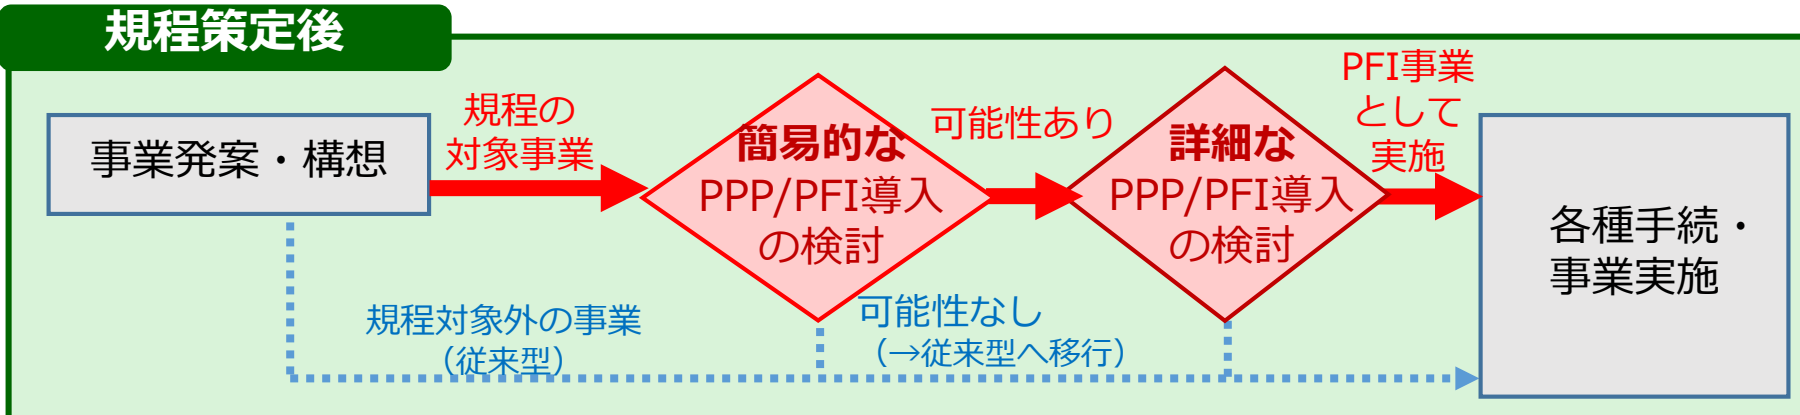 規程策定後
事業発案・構想
規程の
対象事業
簡易的な
PPP/PFI導入
の検討
可能性あり
詳細な
PPP/PFI導入
の検討
PFI事業
として
実施
各種手続・
事業実施
規程対象外の事業
（従来型）
可能性なし
（→従来型へ移行）